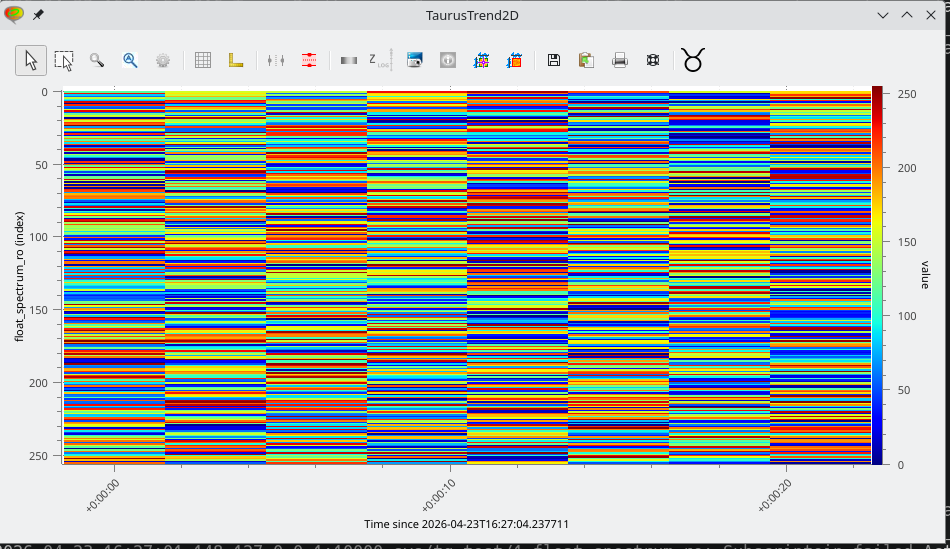 TaurusTrend2D
Z
LOG
0
50
100
150
200
250
float_spectrum_ro (index)
250
200
150
100
50
0
value
+0:00:00
+0:00:10
+0:00:20
Time since 2026-04-23T16:27:04.237711